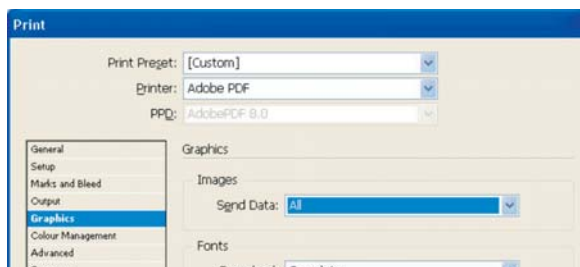 Print
Print Preset: [Custom]
Printer: Adobe PDF
PPD: AdobePDF 8.0
General
Setup
Marks and Bleed
Output
Graphics
Colour Management
Advanced
Graphics
Images
Send Data: All
Fonts